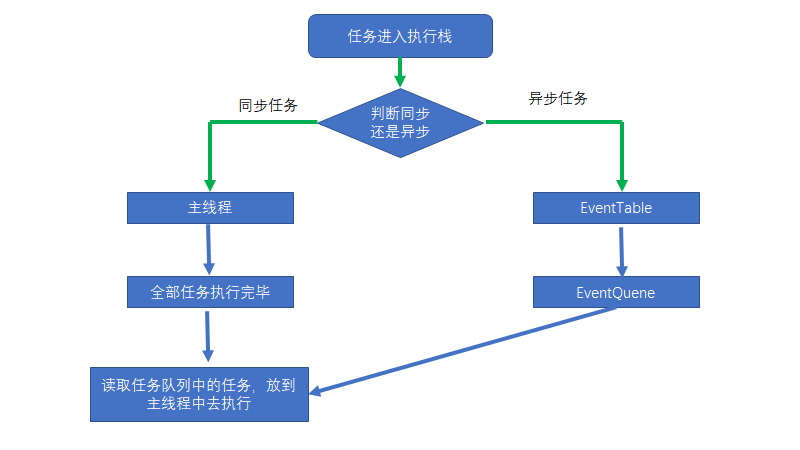 任务进入执行栈
同步任务
异步任务
判断同步
还是异步
主线程
EventTable
全部任务执行完毕
EventQuene
读取任务队列中的任务，放到
主线程中去执行